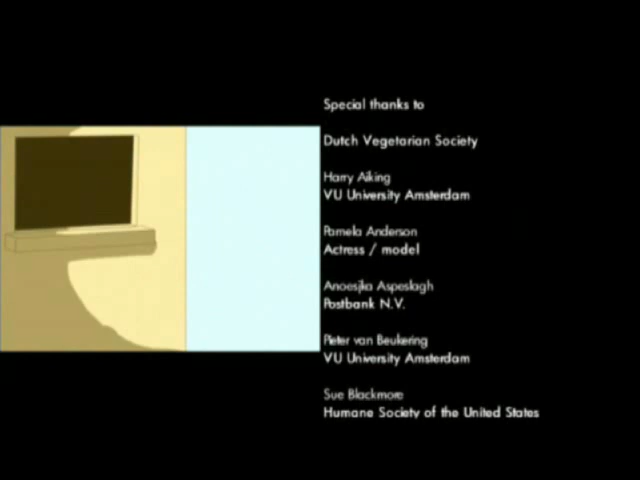 Special thanks to
Dutch Vegetarian Society
Harry Aiking
VU University Amsterdam
Pamela Anderson
Actress / model
Anoesjka Aspeslagh
Postbank N.V.
Pieter van Beukering
VU University Amsterdam
Sue Blackmore
Humane Society of the United States